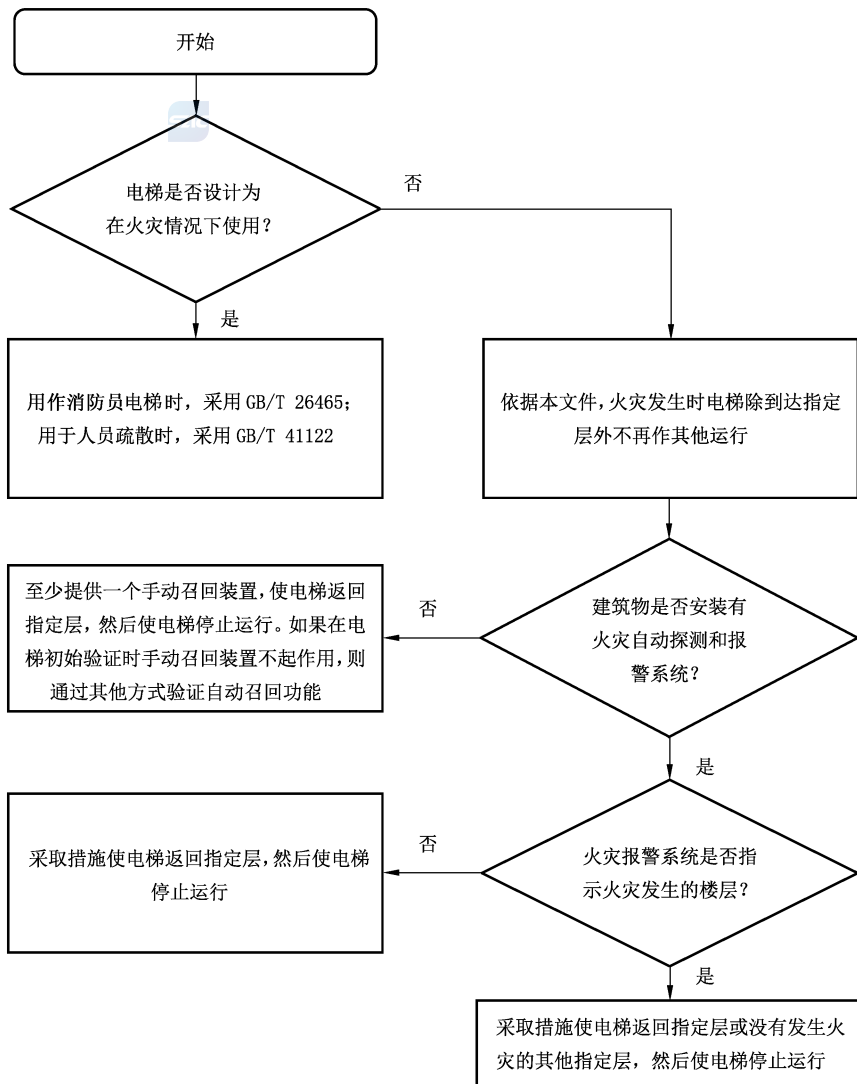 开始
电梯是否设计为
在火灾情况下使用？
否
是
用作消防员电梯时，采用 GB/T 26465；
用于人员疏散时，采用 GB/T 41122
依据本文件，火灾发生时电梯除到达指定
层外不再作其他运行
建筑物是否安装有
火灾自动探测和报
警系统？
否
至少提供一个手动召回装置，使电梯返回
指定层，然后使电梯停止运行。如果在电
梯初始验证时手动召回装置不起作用，则
通过其他方式验证自动召回功能
是
火灾报警系统是否指
示火灾发生的楼层？
否
采取措施使电梯返回指定层，然后使电梯
停止运行
是
采取措施使电梯返回指定层或没有发生火
灾的其他指定层，然后使电梯停止运行